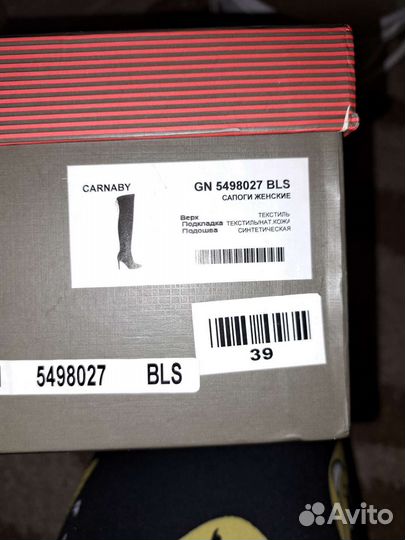 CARNABY
GN 5498027 BLS
САПОГИ ЖЕНСКИЕ
Верх ТЕКСТИЛЬ
Подкладка ТЕКСТИЛЬ/НАТ.КОЖА
Подошва СИНТЕТИЧЕСКАЯ
39
5498027 BLS
Avito